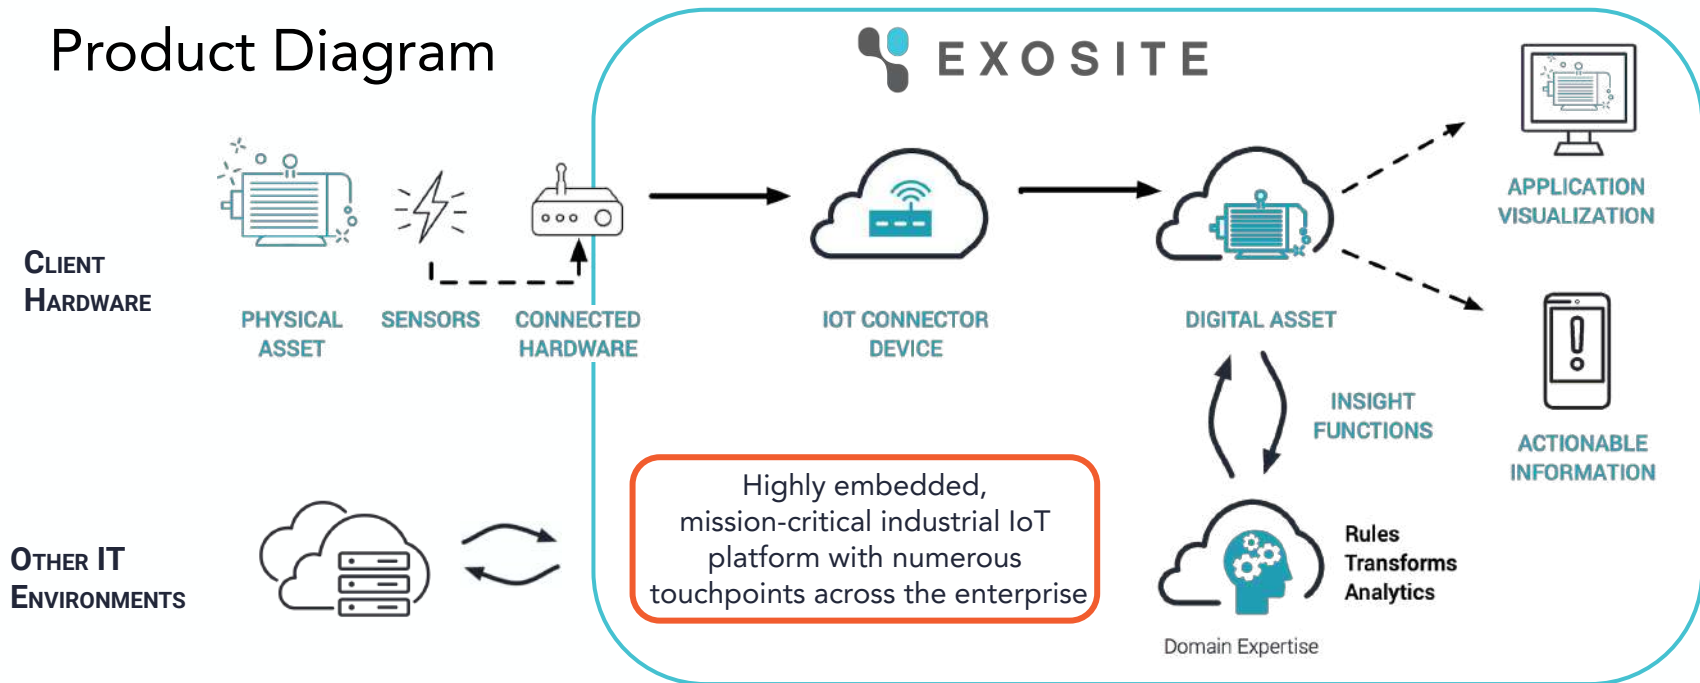 Product Diagram
EXOSITE
CLIENT
HARDWARE
PHYSICAL
ASSET
SENSORS
CONNECTED
HARDWARE
IOT CONNECTOR
DEVICE
DIGITAL ASSET
APPLICATION
VISUALIZATION
INSIGHT
FUNCTIONS
ACTIONABLE
INFORMATION
OTHER IT
ENVIRONMENTS
Highly embedded,
mission-critical industrial IoT
platform with numerous
touchpoints across the enterprise
Rules
Transforms
Analytics
Domain Expertise